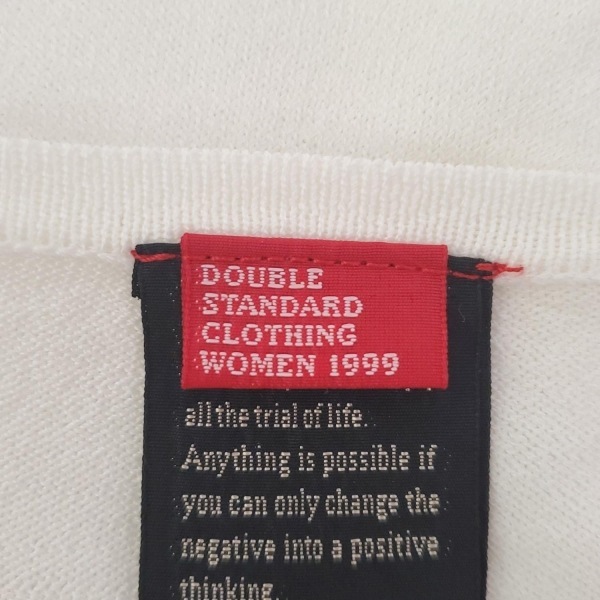 DOUBLE
STANDARD
CLOTHING
WOMEN 1999
all the trial of life.
Anything is possible if
you can only change the
negative into a positive
thinking.